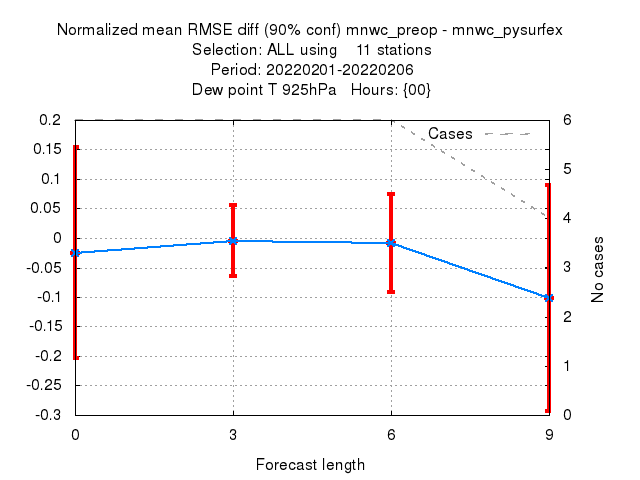 Normalized mean RMSE diff (90% conf) mnwc_preop - mnwc_pysurfex
Selection: ALL using    11 stations
Period: 20220201-20220206
Dew point T 925hPa   Hours: {00}
Cases
0.2
0.15
0.1
0.05
0
-0.05
-0.1
-0.15
-0.2
-0.25
-0.3
6
5
4
3
2
1
0
No cases
0 3 6 9
Forecast length